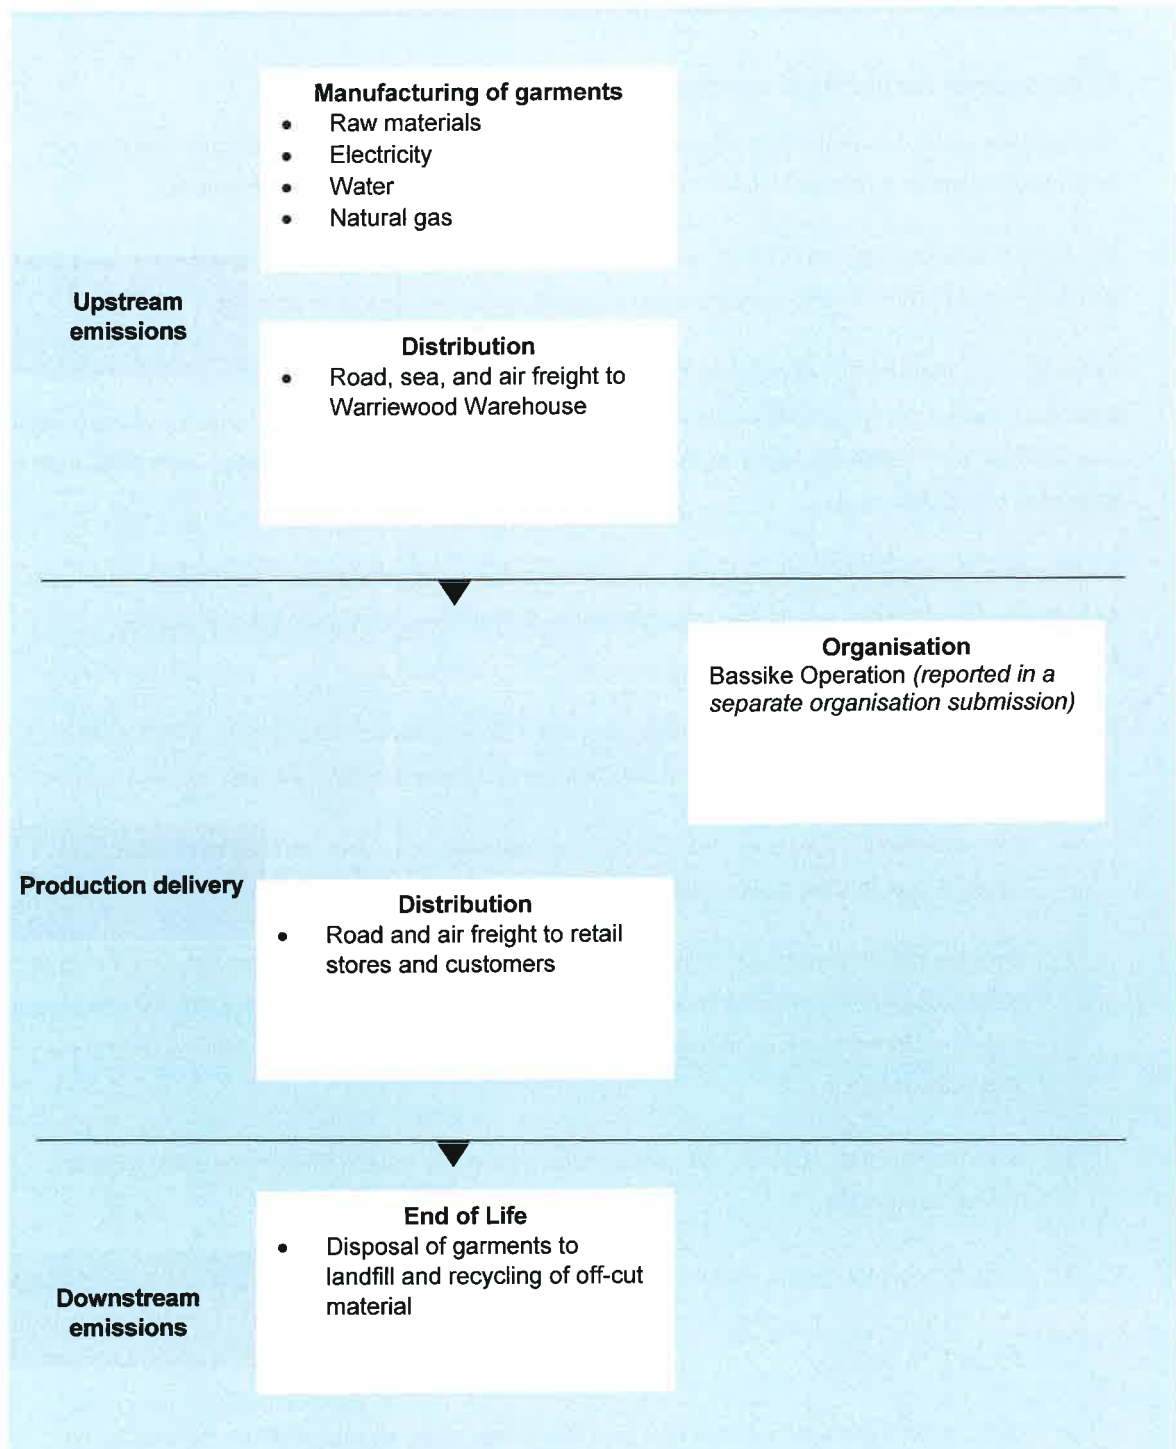 Manufacturing of garments
• Raw materials
• Electricity
• Water
• Natural gas
Upstream
emissions
Distribution
• Road, sea, and air freight to
Warriewood Warehouse
Organisation
Bassike Operation (reported in a
separate organisation submission)
Production delivery
Distribution
• Road and air freight to retail
stores and customers
End of Life
• Disposal of garments to
landfill and recycling of off-cut
material
Downstream
emissions